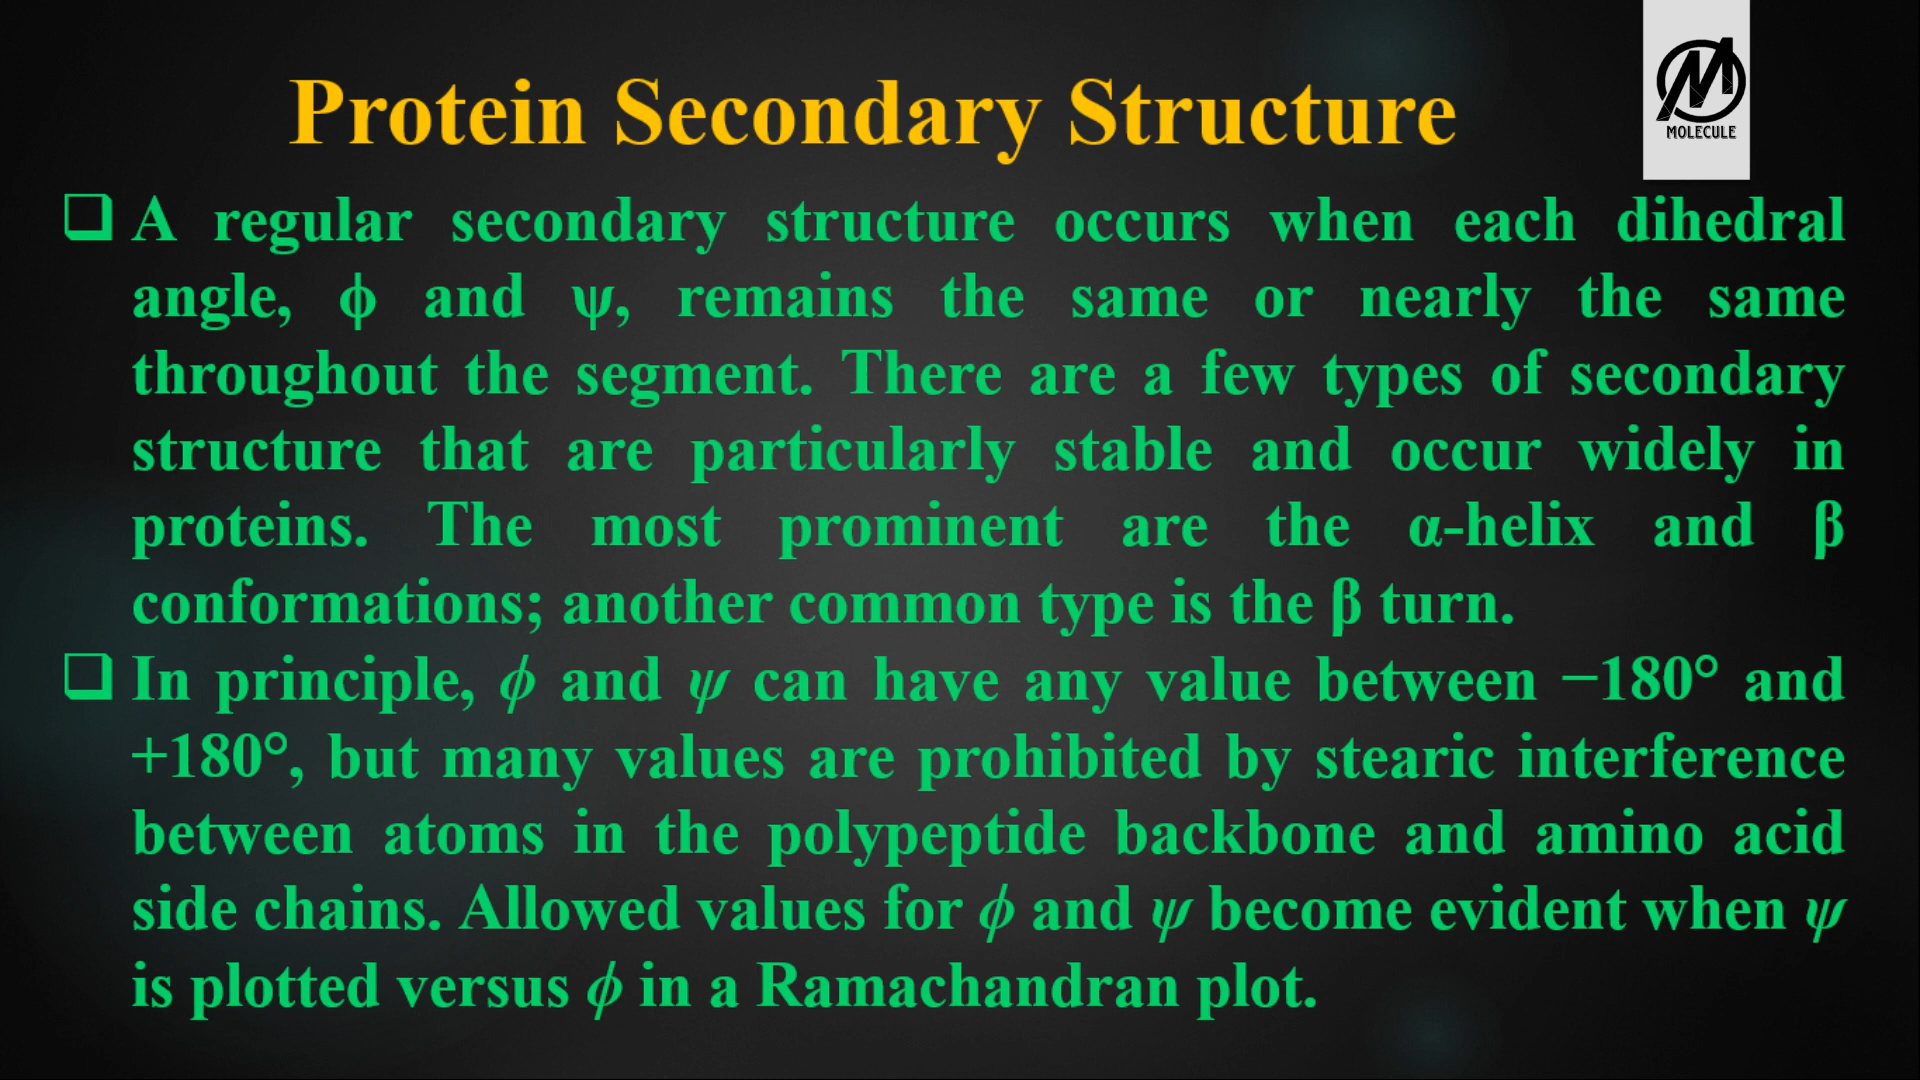 Protein Secondary Structure
MOLECULE
❑ A regular secondary structure occurs when each dihedral
angle, ϕ and ψ, remains the same or nearly the same
throughout the segment. There are a few types of secondary
structure that are particularly stable and occur widely in
proteins. The most prominent are the α-helix and β
conformations; another common type is the β turn.
❑ In principle, ϕ and ψ can have any value between −180° and
+180°, but many values are prohibited by stearic interference
between atoms in the polypeptide backbone and amino acid
side chains. Allowed values for ϕ and ψ become evident when ψ
is plotted versus ϕ in a Ramachandran plot.